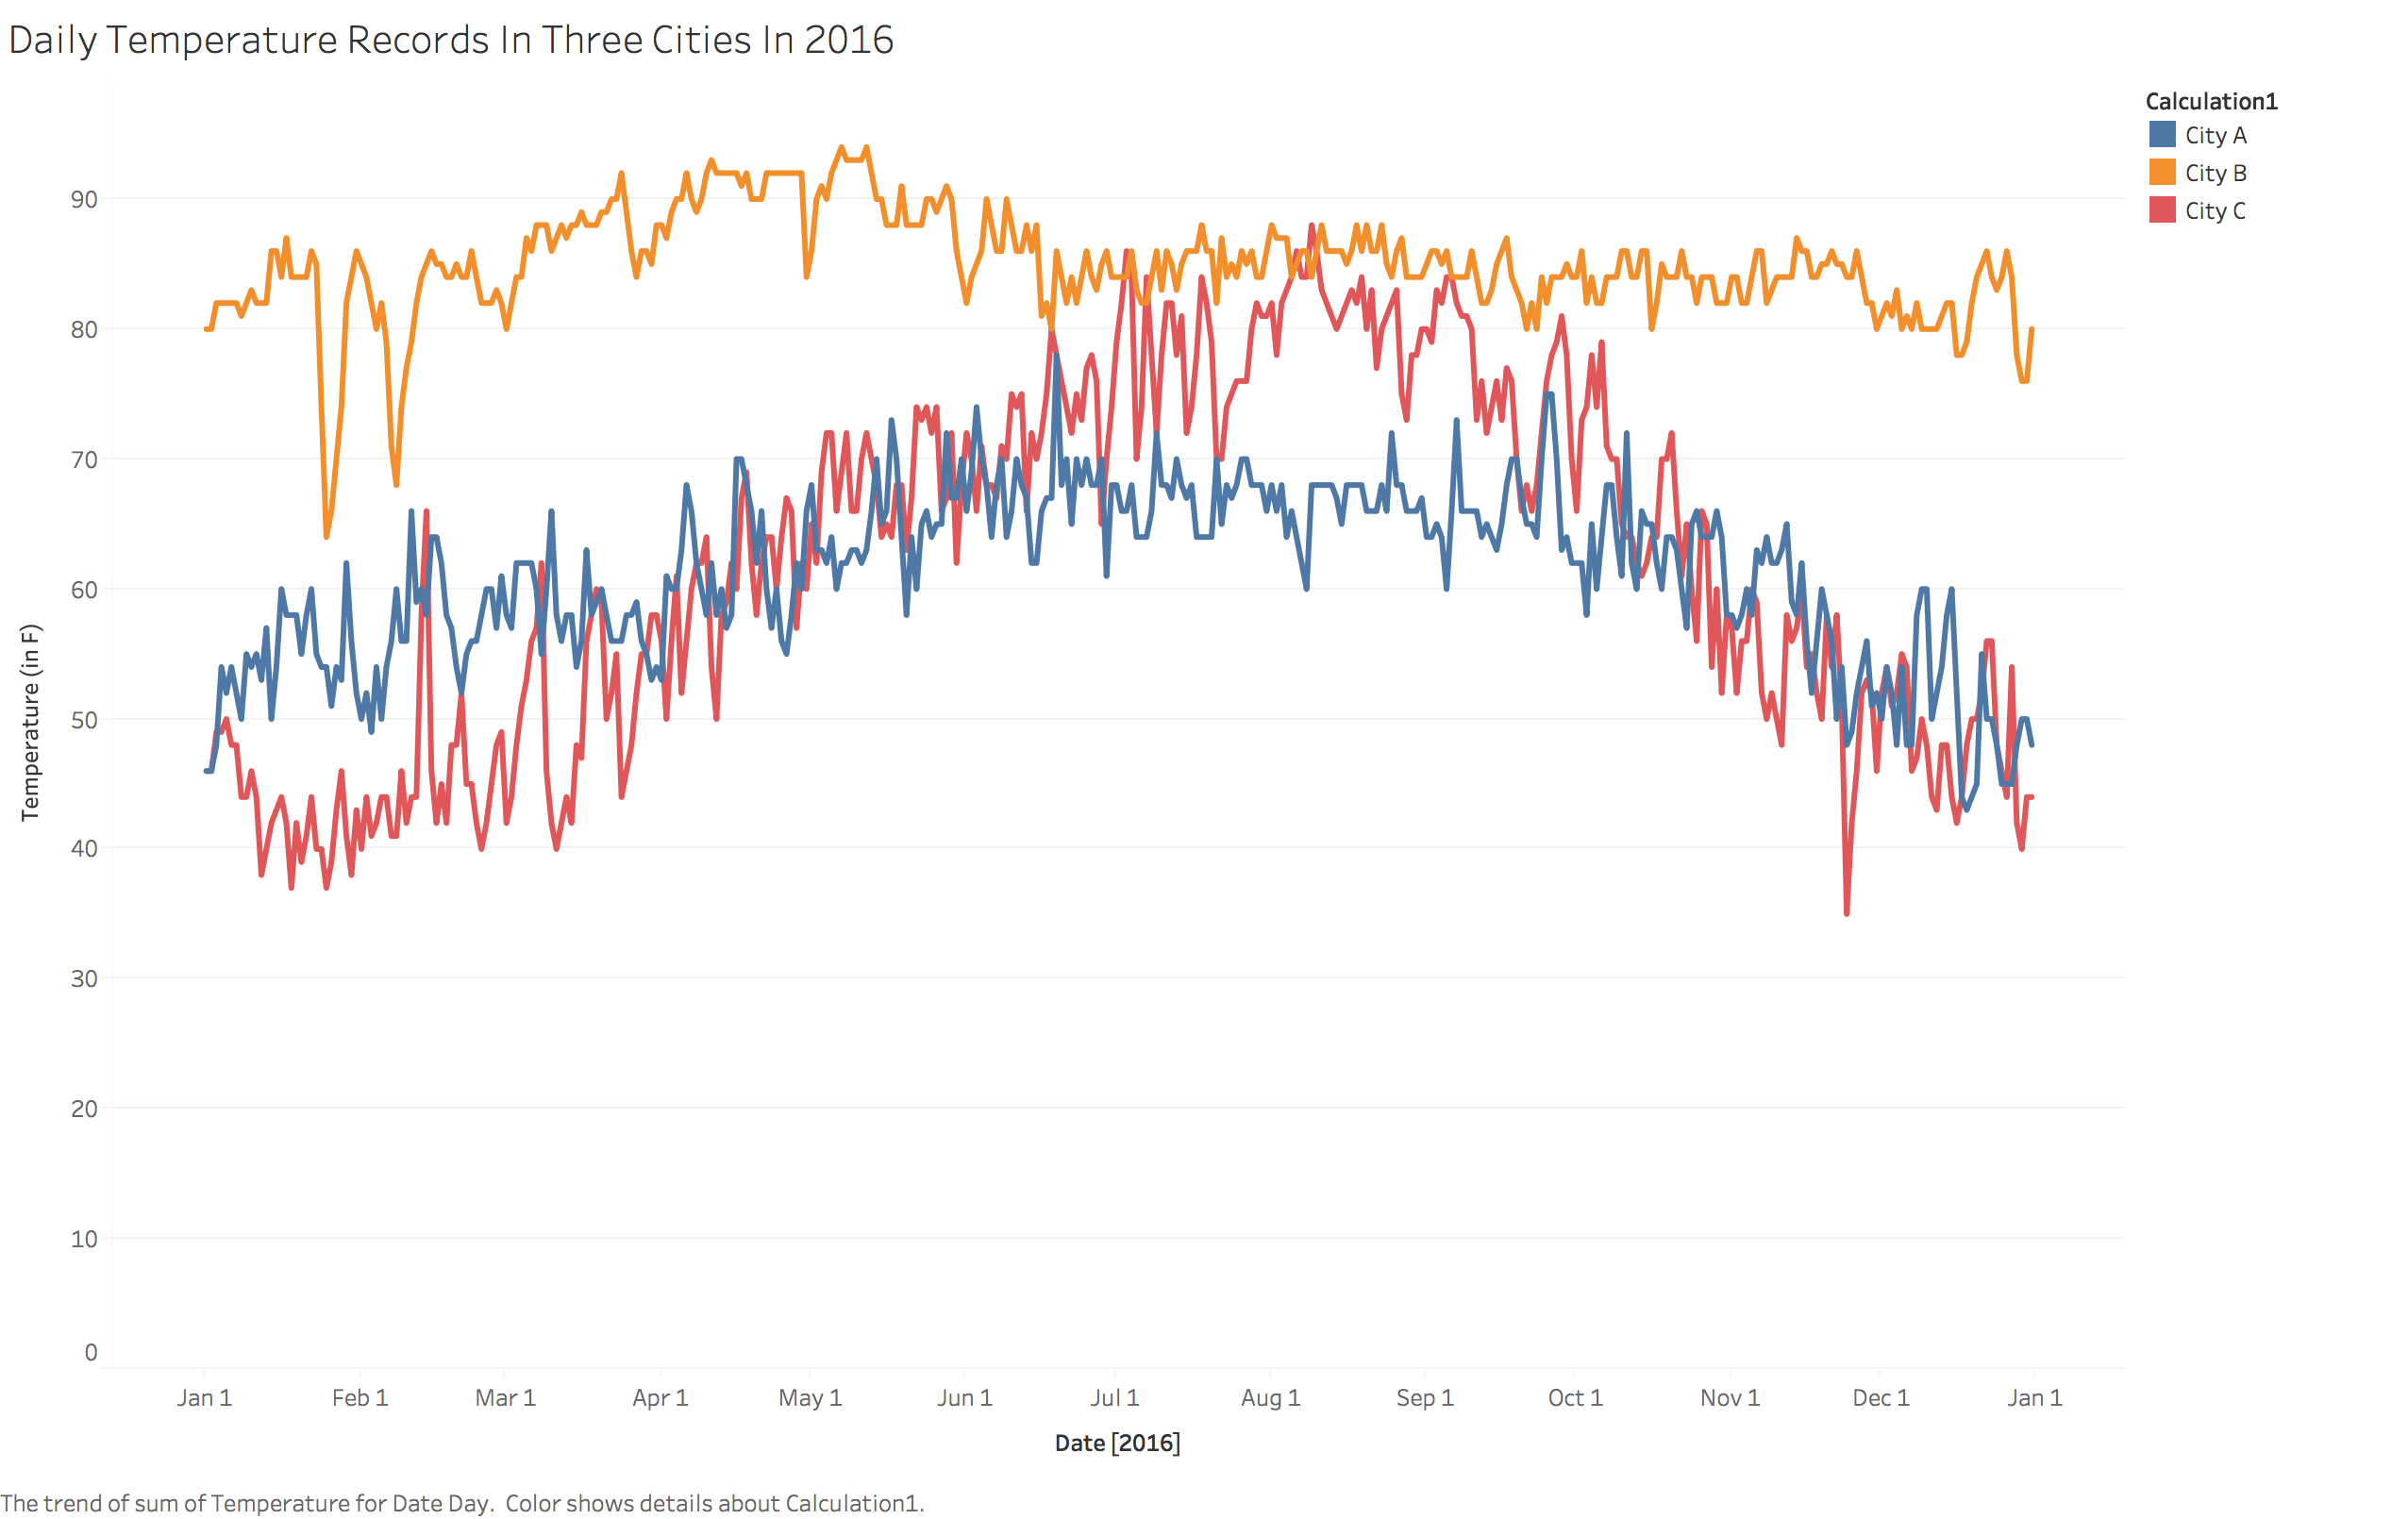 Daily Temperature Records In Three Cities In 2016
Calculation1
City A
City B
City C
90
80
70
60
50
40
30
20
10
0
Temperature (in F)
Jan 1 Feb 1 Mar 1 Apr 1 May 1 Jun 1 Jul 1 Aug 1 Sep 1 Oct 1 Nov 1 Dec 1 Jan 1
Date [2016]
The trend of sum of Temperature for Date Day.  Color shows details about Calculation1.